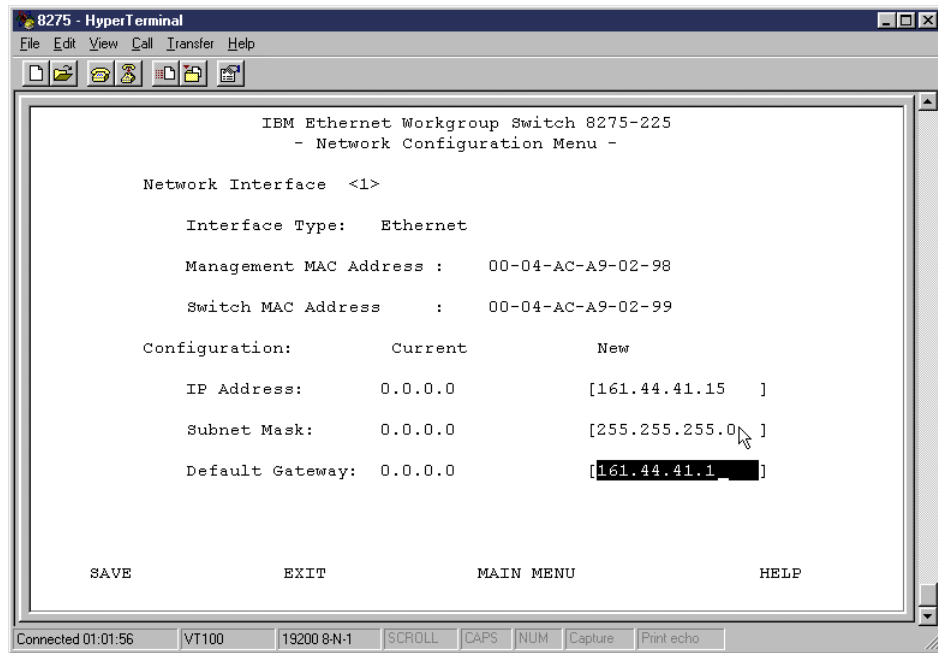 8275 - HyperTerminal
File Edit View Call Transfer Help
IBM Ethernet Workgroup Switch 8275-225
- Network Configuration Menu -
Network Interface <1>
Interface Type: Ethernet
Management MAC Address : 00-04-AC-A9-02-98
Switch MAC Address : 00-04-AC-A9-02-99
Configuration: Current New
IP Address: 0.0.0.0 [161.44.41.15 ]
Subnet Mask: 0.0.0.0 [255.255.255.0 ]
Default Gateway: 0.0.0.0 [161.44.41.1_ ]
SAVE EXIT MAIN MENU HELP
Connected 01:01:56 VT100 19200 8-N-1 SCROLL CAPS NUM Capture Print echo